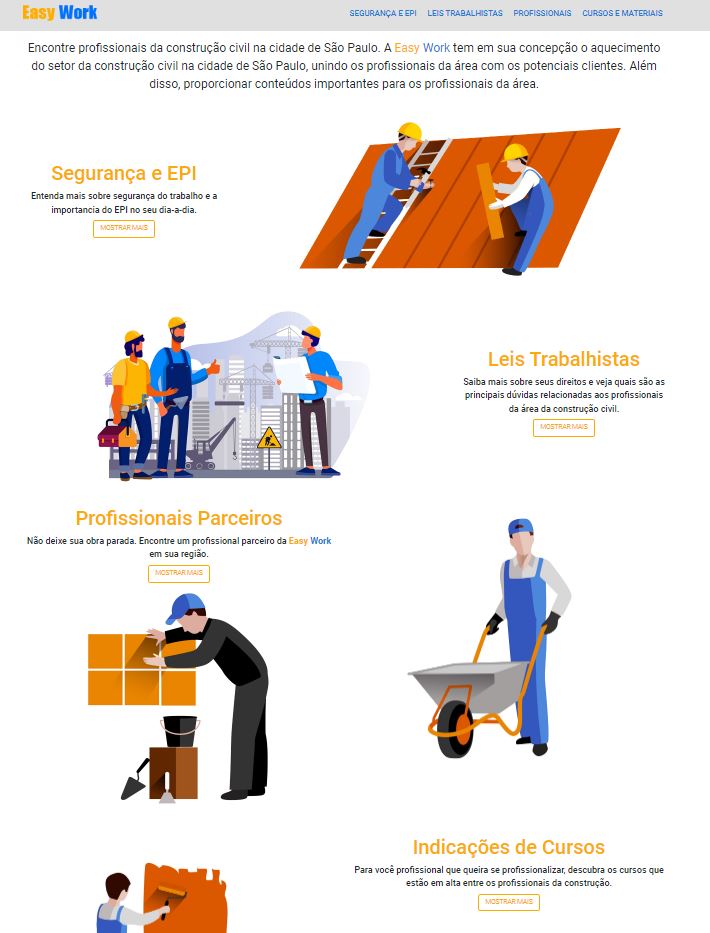 Easy Work
SEGURANÇA E EPI LEIS TRABALHISTAS PROFISSIONAIS CURSOS E MATERIAIS
Encontre profissionais da construção civil na cidade de São Paulo. A Easy Work tem em sua concepção o aquecimento
do setor da construção civil na cidade de São Paulo, unindo os profissionais da área com os potenciais clientes. Além
disso, proporcionar conteúdos importantes para os profissionais da área.
Segurança e EPI
Entenda mais sobre segurança do trabalho e a
importancia do EPI no seu dia-a-dia.
MOSTRAR MAIS
Leis Trabalhistas
Saiba mais sobre seus direitos e veja quais são as
principais dúvidas relacionadas aos profissionais
da área da construção civil.
MOSTRAR MAIS
Profissionais Parceiros
Não deixe sua obra parada. Encontre um profissional parceiro da Easy Work
em sua região.
MOSTRAR MAIS
Indicações de Cursos
Para você profissional que queira se profissionalizar, descubra os cursos que
estão em alta entre os profissionais da construção.
MOSTRAR MAIS